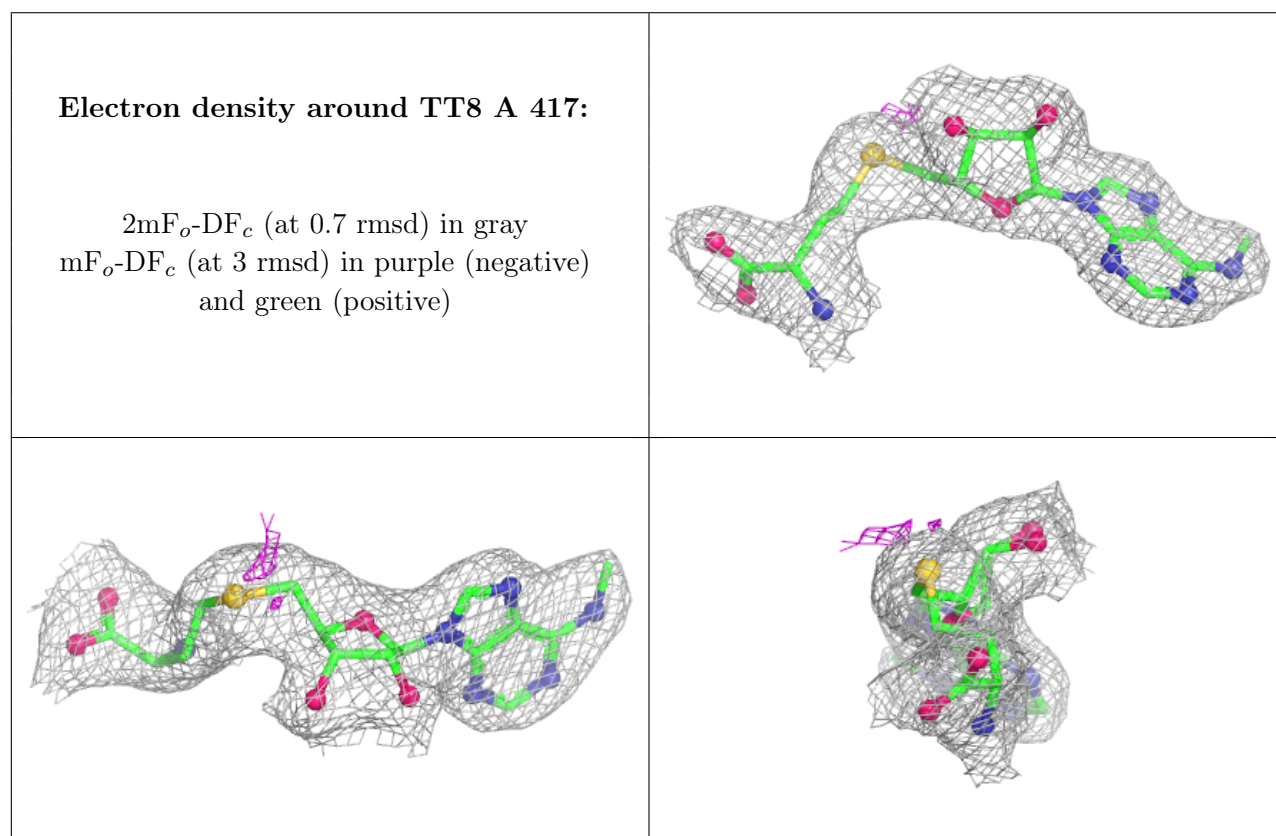 Electron density around TT8 A 417:
2mFₒ-DF𝒸 (at 0.7 rmsd) in gray
mFₒ-DF𝒸 (at 3 rmsd) in purple (negative)
and green (positive)